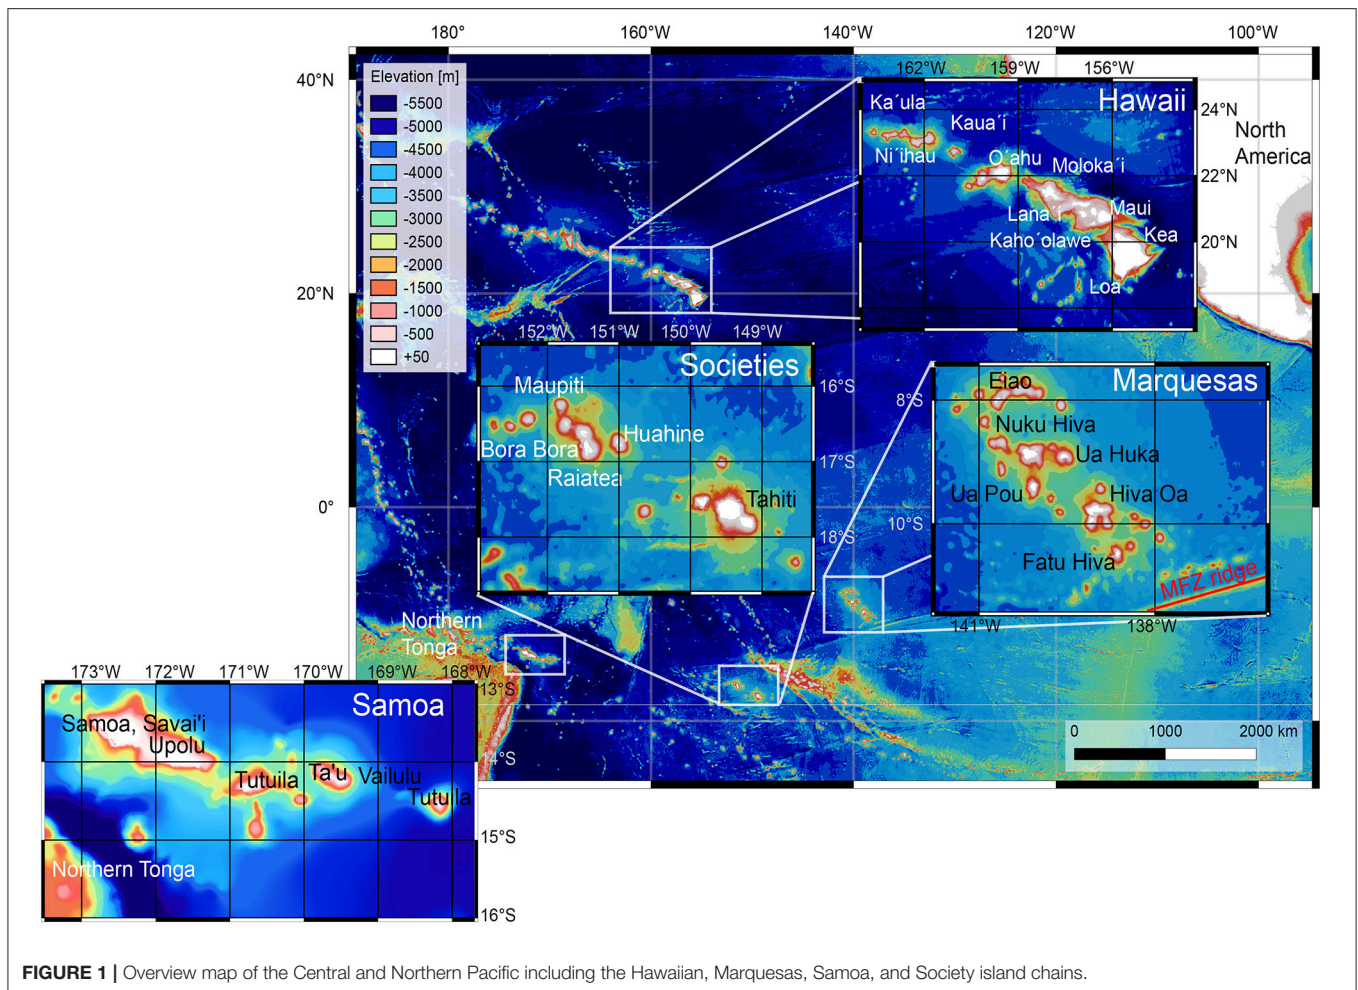 180° 160°W 140°W 120°W 100°W
40°N
20°N
0°
Elevation [m]
-5500
-5000
-4500
-4000
-3500
-3000
-2500
-2000
-1500
-1000
-500
+50
162°W 159°W 156°W
Hawaii
Ka´ula
Kaua´i
Ni´ihau
O´ahu
Moloka´i
Lana´i
Maui
Kaho´olawe
Kea
Loa
24°N
22°N
20°N
North
America
152°W 151°W 150°W 149°W
Societies
Maupiti
Bora Bora
Huahine
Raiatea
Tahiti
16°S
17°S
18°S
Marquesas
Eiao
8°S
Nuku Hiva
Ua Huka
Ua Pou
Hiva Oa
10°S
Fatu Hiva
MFZ ridge
141°W 138°W
Northern
Tonga
173°W 172°W 171°W 170°W 169°W 168°W
Samoa
Samoa, Savai'i
Upolu
Tutuila
Ta'u
Vailulu
Tutuila
Northern Tonga
13°S
14°S
15°S
16°S
0 1000 2000 km
FIGURE 1 | Overview map of the Central and Northern Pacific including the Hawaiian, Marquesas, Samoa, and Society island chains.